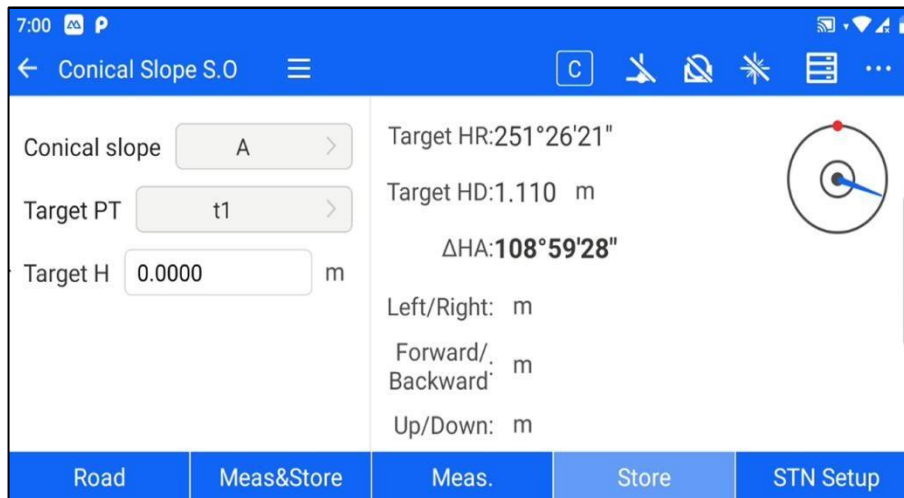 7:00
Conical Slope S.O
C
Conical slope A
Target PT t1
Target H 0.0000 m
Target HR:251°26'21"
Target HD:1.110 m
ΔHA:108°59'28"
Left/Right: m
Forward/
Backward: m
Up/Down: m
Road Meas&Store Meas. Store STN Setup